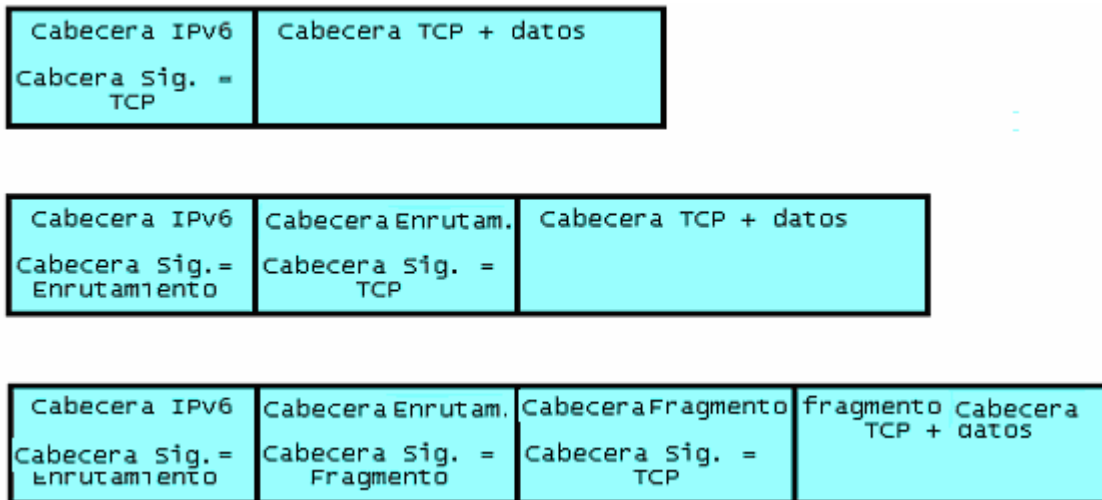 Cabecera IPv6
Cabcera Sig. =
TCP
Cabecera TCP + datos
Cabecera IPv6
Cabecera Sig.=
Enrutamiento
Cabecera Enrutam.
Cabecera Sig. =
TCP
Cabecera TCP + datos
Cabecera IPv6
Cabecera Sig.=
Enrutamiento
Cabecera Enrutam.
Cabecera Sig. =
Fragmento
Cabecera Fragmento
Cabecera Sig. =
TCP
fragmento Cabecera
TCP + datos